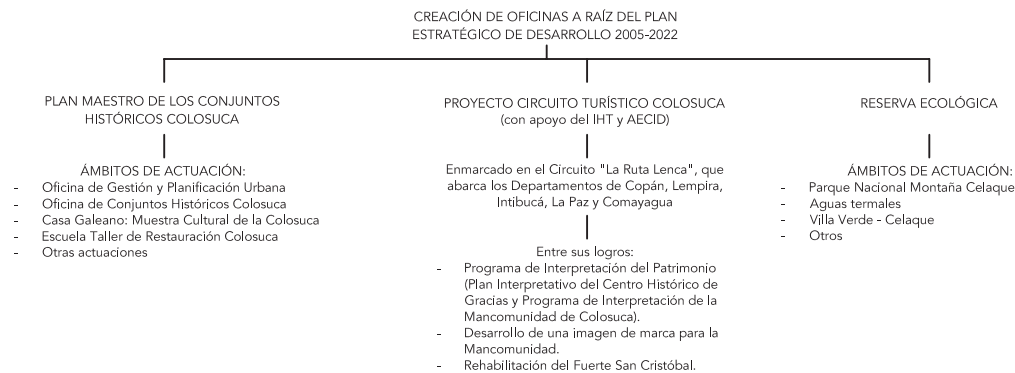 CREACIÓN DE OFICINAS A RAÍZ DEL PLAN
ESTRATÉGICO DE DESARROLLO 2005-2022
PLAN MAESTRO DE LOS CONJUNTOS
HISTÓRICOS COLOSUCA
ÁMBITOS DE ACTUACIÓN:
- Oficina de Gestión y Planificación Urbana
- Oficina de Conjuntos Históricos Colosuca
- Casa Galeano: Muestra Cultural de la Colosuca
- Escuela Taller de Restauración Colosuca
- Otras actuaciones
PROYECTO CIRCUITO TURÍSTICO COLOSUCA
(con apoyo del IHT y AECID)
Enmarcado en el Circuito "La Ruta Lenca", que
abarca los Departamentos de Copán, Lempira,
Intibucá, La Paz y Comayagua
Entre sus logros:
- Programa de Interpretación del Patrimonio
(Plan Interpretativo del Centro Histórico de
Gracias y Programa de Interpretación de la
Mancomunidad de Colosuca).
- Desarrollo de una imagen de marca para la
Mancomunidad.
- Rehabilitación del Fuerte San Cristóbal.
RESERVA ECOLÓGICA
ÁMBITOS DE ACTUACIÓN:
- Parque Nacional Montaña Celaque
- Aguas termales
- Villa Verde - Celaque
- Otros